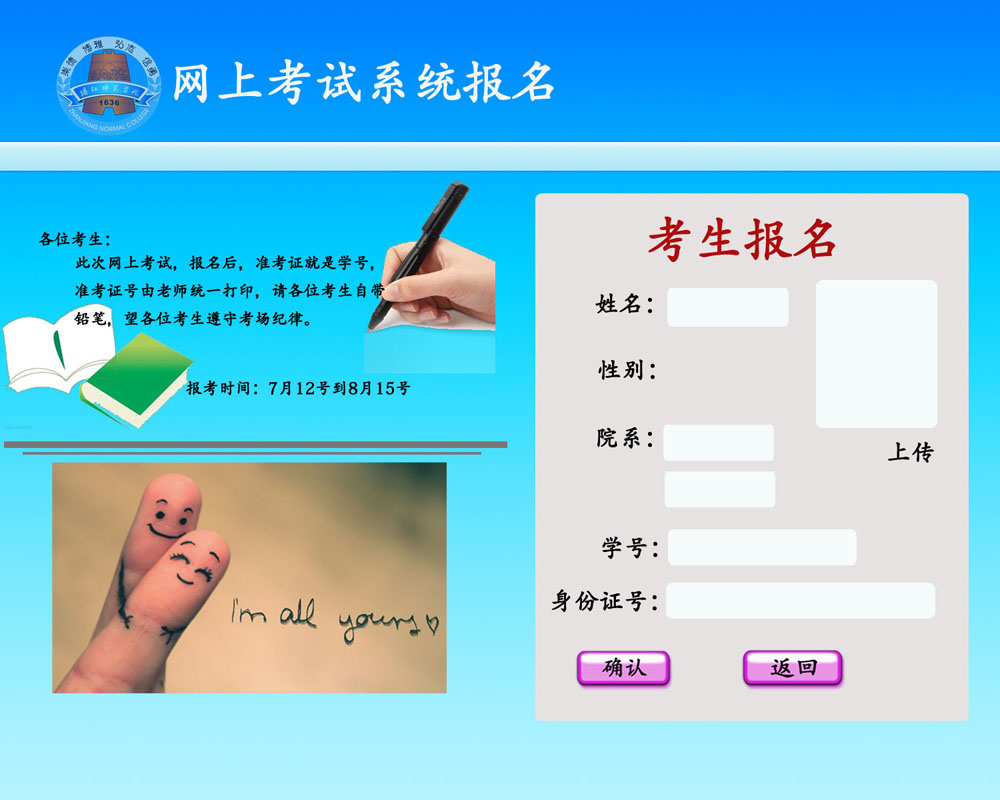 崇德 博雅 弘志 信勇
湛江师范学院
1636
ZHANJIANG NORMAL COLLEGE
网上考试系统报名
各位考生：
此次网上考试，报名后，准考证就是学号，
准考证号由老师统一打印，请各位考生自带
铅笔，望各位考生遵守考场纪律。
报考时间：7月12号到8月15号
I'm all yours
考生报名
姓名：
性别：
院系：
上传
学号：
身份证号：
确认
返回